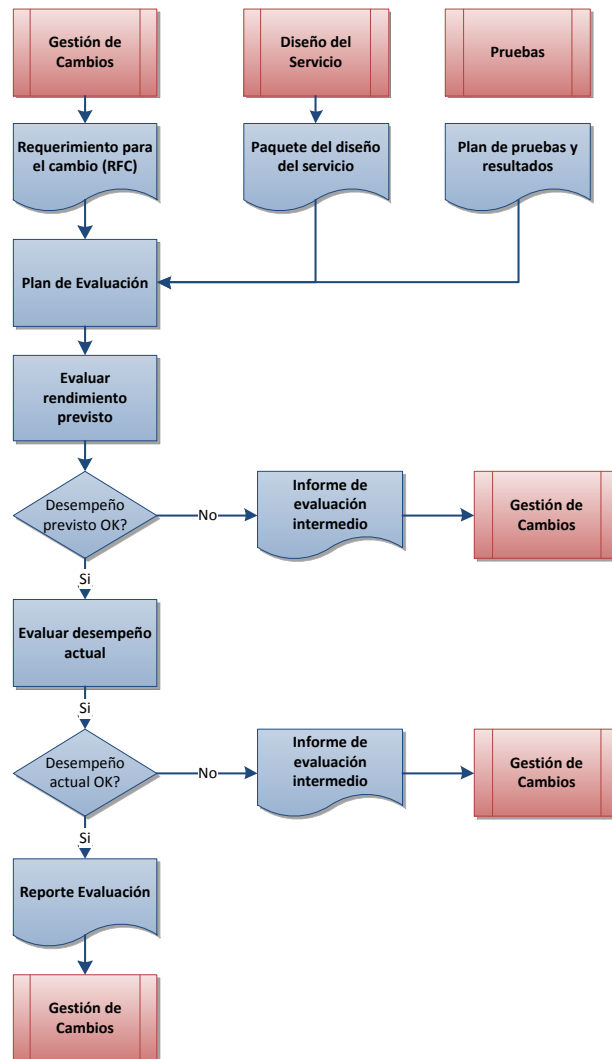 Gestión de
Cambios
Diseño del
Servicio
Pruebas
Requerimiento para
el cambio (RFC)
Paquete del diseño
del servicio
Plan de pruebas y
resultados
Plan de Evaluación
Evaluar
rendimiento
previsto
Desempeño
previsto OK?
No
Informe de
evaluación
intermedio
Gestión de
Cambios
Si
Evaluar desempeño
actual
Si
Desempeño
actual OK?
No
Informe de
evaluación
intermedio
Gestión de
Cambios
Si
Reporte Evaluación
Gestión de
Cambios